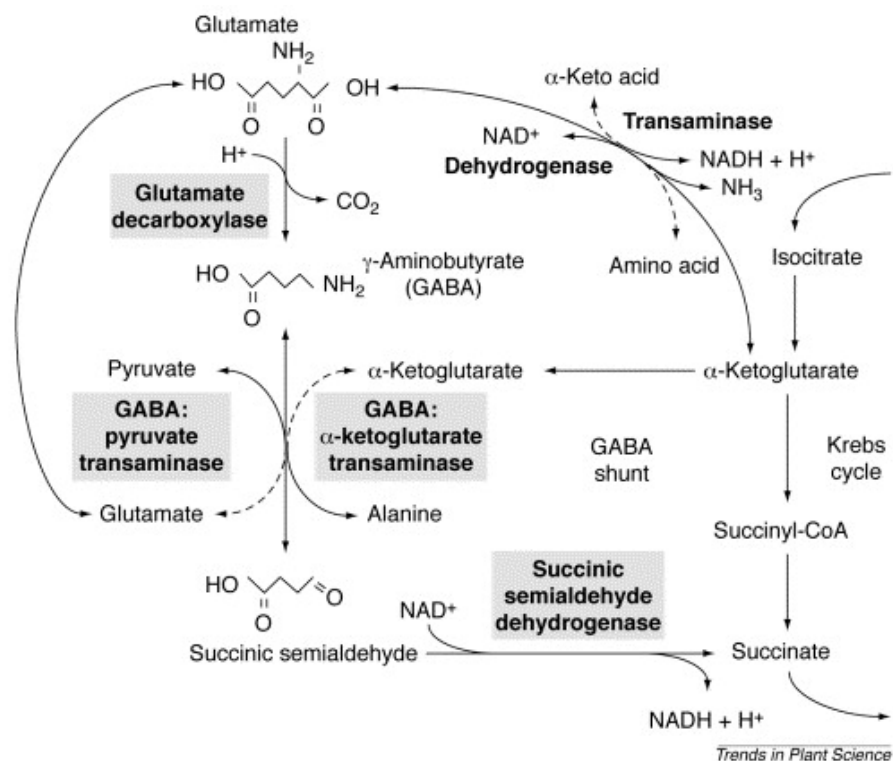 Glutamate
NH2
HO
OH
O
O
α-Keto acid
NAD+
Transaminase
Dehydrogenase
NADH + H+
NH3
H+
Glutamate
decarboxylase
CO2
Amino acid
Isocitrate
HO
NH2
O
γ-Aminobutyrate
(GABA)
Pyruvate
α-Ketoglutarate
α-Ketoglutarate
GABA:
pyruvate
transaminase
GABA:
α-ketoglutarate
transaminase
GABA
shunt
Krebs
cycle
Glutamate
Alanine
Succinyl-CoA
HO
O
O
Succinic
semialdehyde
dehydrogenase
NAD+
Succinic semialdehyde
Succinate
NADH + H+
Trends in Plant Science